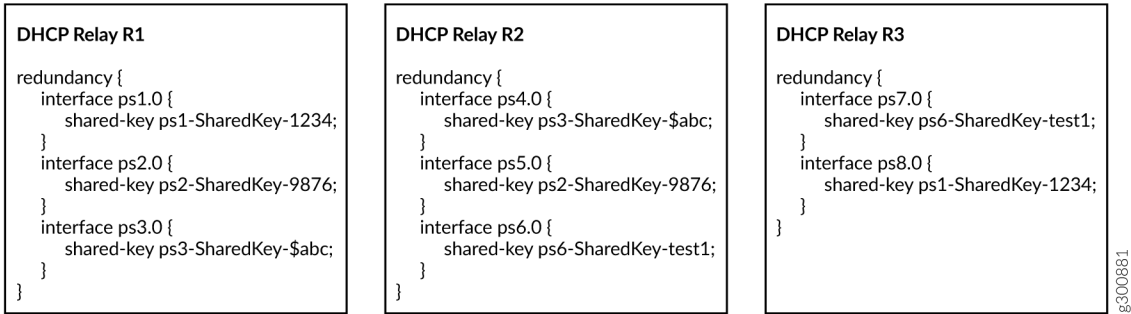 DHCP Relay R1
redundancy {
interface ps1.0 {
shared-key ps1-SharedKey-1234;
}
interface ps2.0 {
shared-key ps2-SharedKey-9876;
}
interface ps3.0 {
shared-key ps3-SharedKey-$abc;
}
}
DHCP Relay R2
redundancy {
interface ps4.0 {
shared-key ps3-SharedKey-$abc;
}
interface ps5.0 {
shared-key ps2-SharedKey-9876;
}
interface ps6.0 {
shared-key ps6-SharedKey-test1;
}
}
DHCP Relay R3
redundancy {
interface ps7.0 {
shared-key ps6-SharedKey-test1;
}
interface ps8.0 {
shared-key ps1-SharedKey-1234;
}
}
g300881